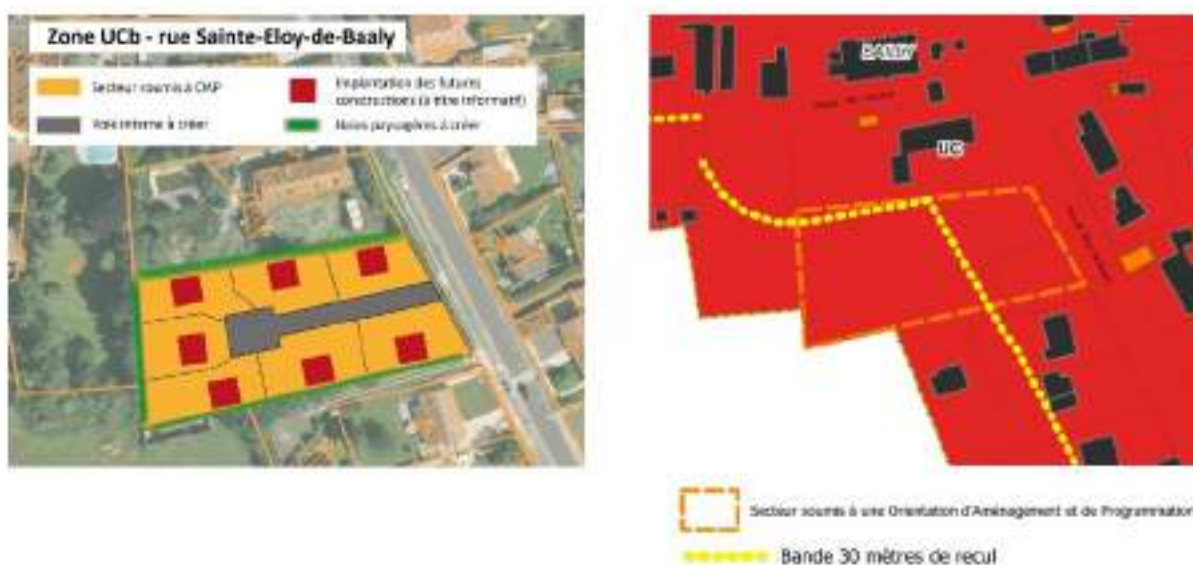 Zone UCb - rue Sainte-Eloy-de-Baaly
Secteur soumis à OAP
Implantation des futures
constructions (à titre informatif)
Voie interne à créer
Noies paysagères à créer
UC
Secteur soumis à une Orientation d'Aménagement et de Programmation
Bande 30 mètres de recul